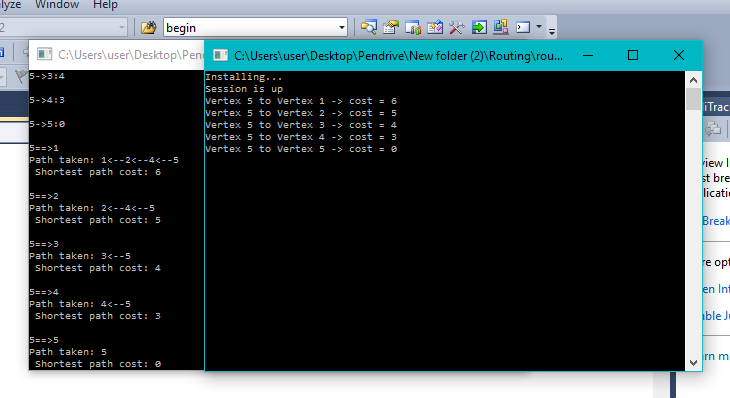 alyze Window Help
2
begin
C:\Users\user\Desktop\Pendrive
C:\Users\user\Desktop\Pendrive\New folder (2)\Routing\rou...
5->3:4
5->4:3
5->5:0
5==>1
Path taken: 1<--2<--4<--5
Shortest path cost: 6
5==>2
Path taken: 2<--4<--5
Shortest path cost: 5
5==>3
Path taken: 3<--5
Shortest path cost: 4
5==>4
Path taken: 4<--5
Shortest path cost: 3
5==>5
Path taken: 5
Shortest path cost: 0
Installing...
Session is up
Vertex 5 to Vertex 1 -> cost = 6
Vertex 5 to Vertex 2 -> cost = 5
Vertex 5 to Vertex 3 -> cost = 4
Vertex 5 to Vertex 4 -> cost = 3
Vertex 5 to Vertex 5 -> cost = 0
iTrace
view I
st bre
plicati
Break
re opt
en Int
able J
arn m